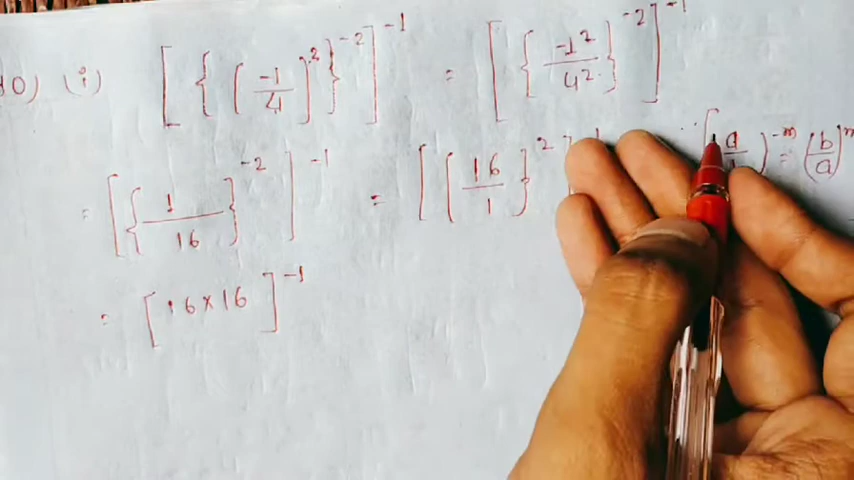 10) (i) [{(-1/4)^2}^-2]^-1 = [{-1^2/4^2}^-2]^-1
= [{1/16}^-2]^-1 = [{16/1}^2]^-1 ∵ (a/b)^-m = (b/a)^m
= [16×16]^-1